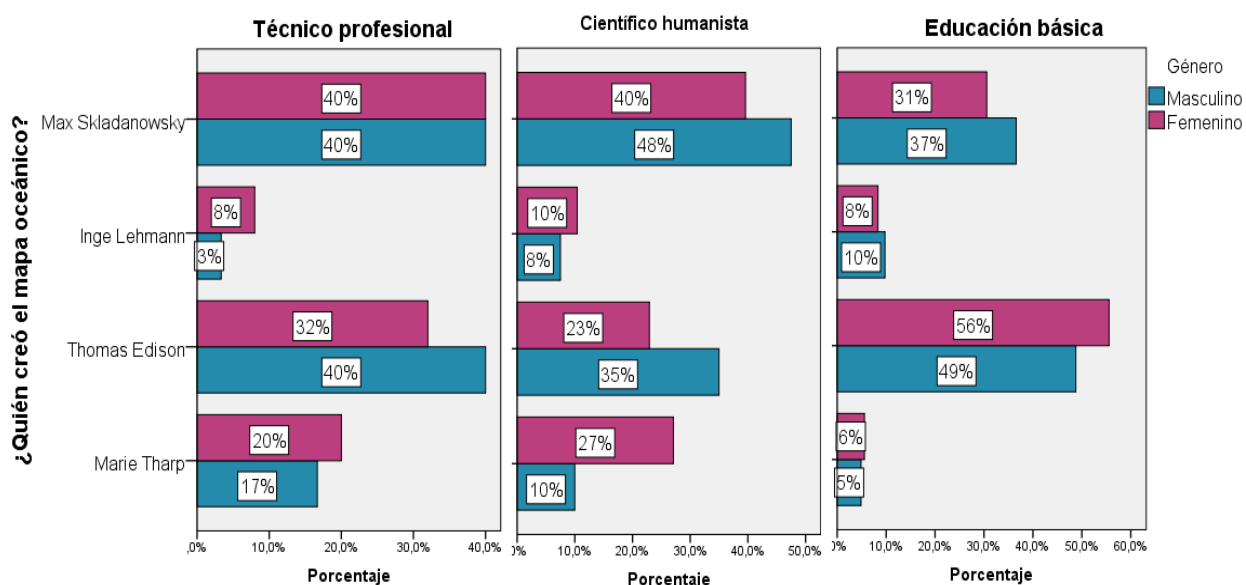 Técnico profesional
Científico humanista
Educación básica
Género
Masculino
Femenino
¿Quién creó el mapa oceánico?
Max Skladanowsky
40%
40%
40%
48%
31%
37%
Inge Lehmann
8%
3%
10%
8%
8%
10%
Thomas Edison
32%
40%
23%
35%
56%
49%
Marie Tharp
20%
17%
27%
10%
6%
5%
,0% 10,0% 20,0% 30,0% 40,0%
0% 10,0% 20,0% 30,0% 40,0% 50,0%
,0% 10,0% 20,0% 30,0% 40,0% 50,0% 60,0%
Porcentaje
Porcentaje
Porcentaje